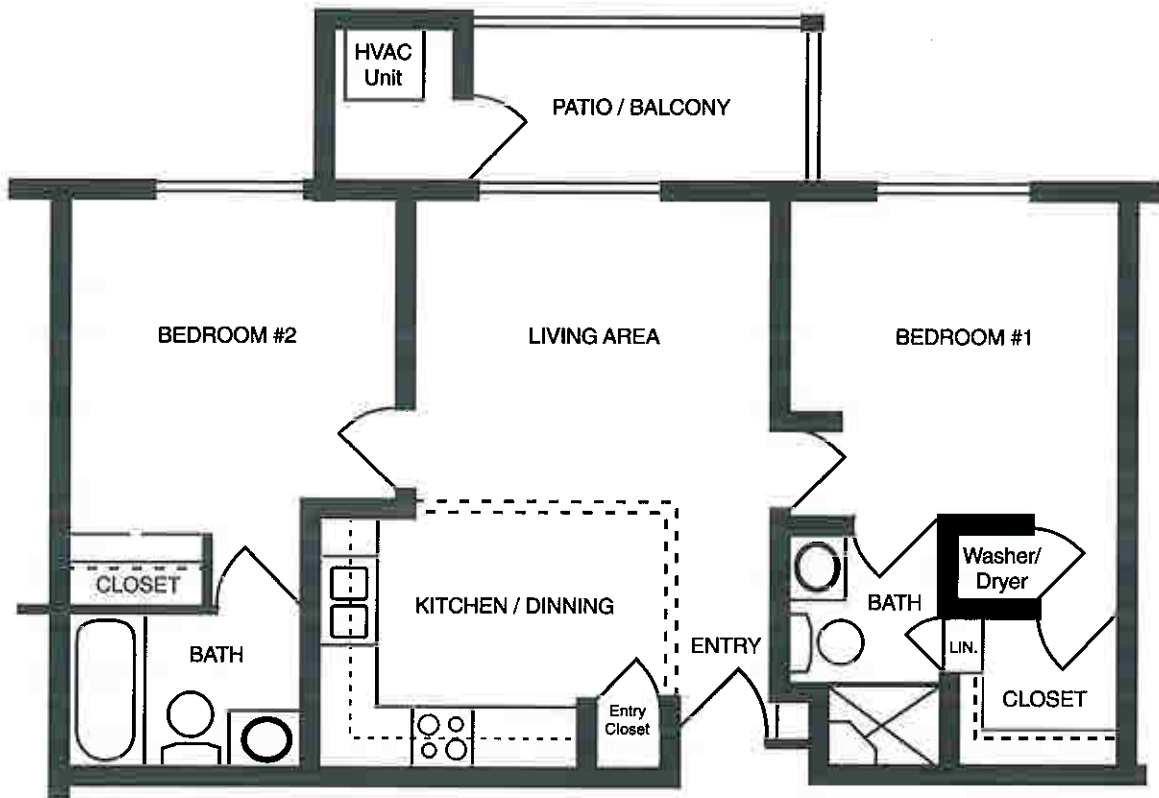 HVAC
Unit
PATIO / BALCONY
BEDROOM #2
LIVING AREA
BEDROOM #1
CLOSET
KITCHEN / DINNING
Washer/
Dryer
BATH
BATH
ENTRY
LIN.
CLOSET
Entry
Closet